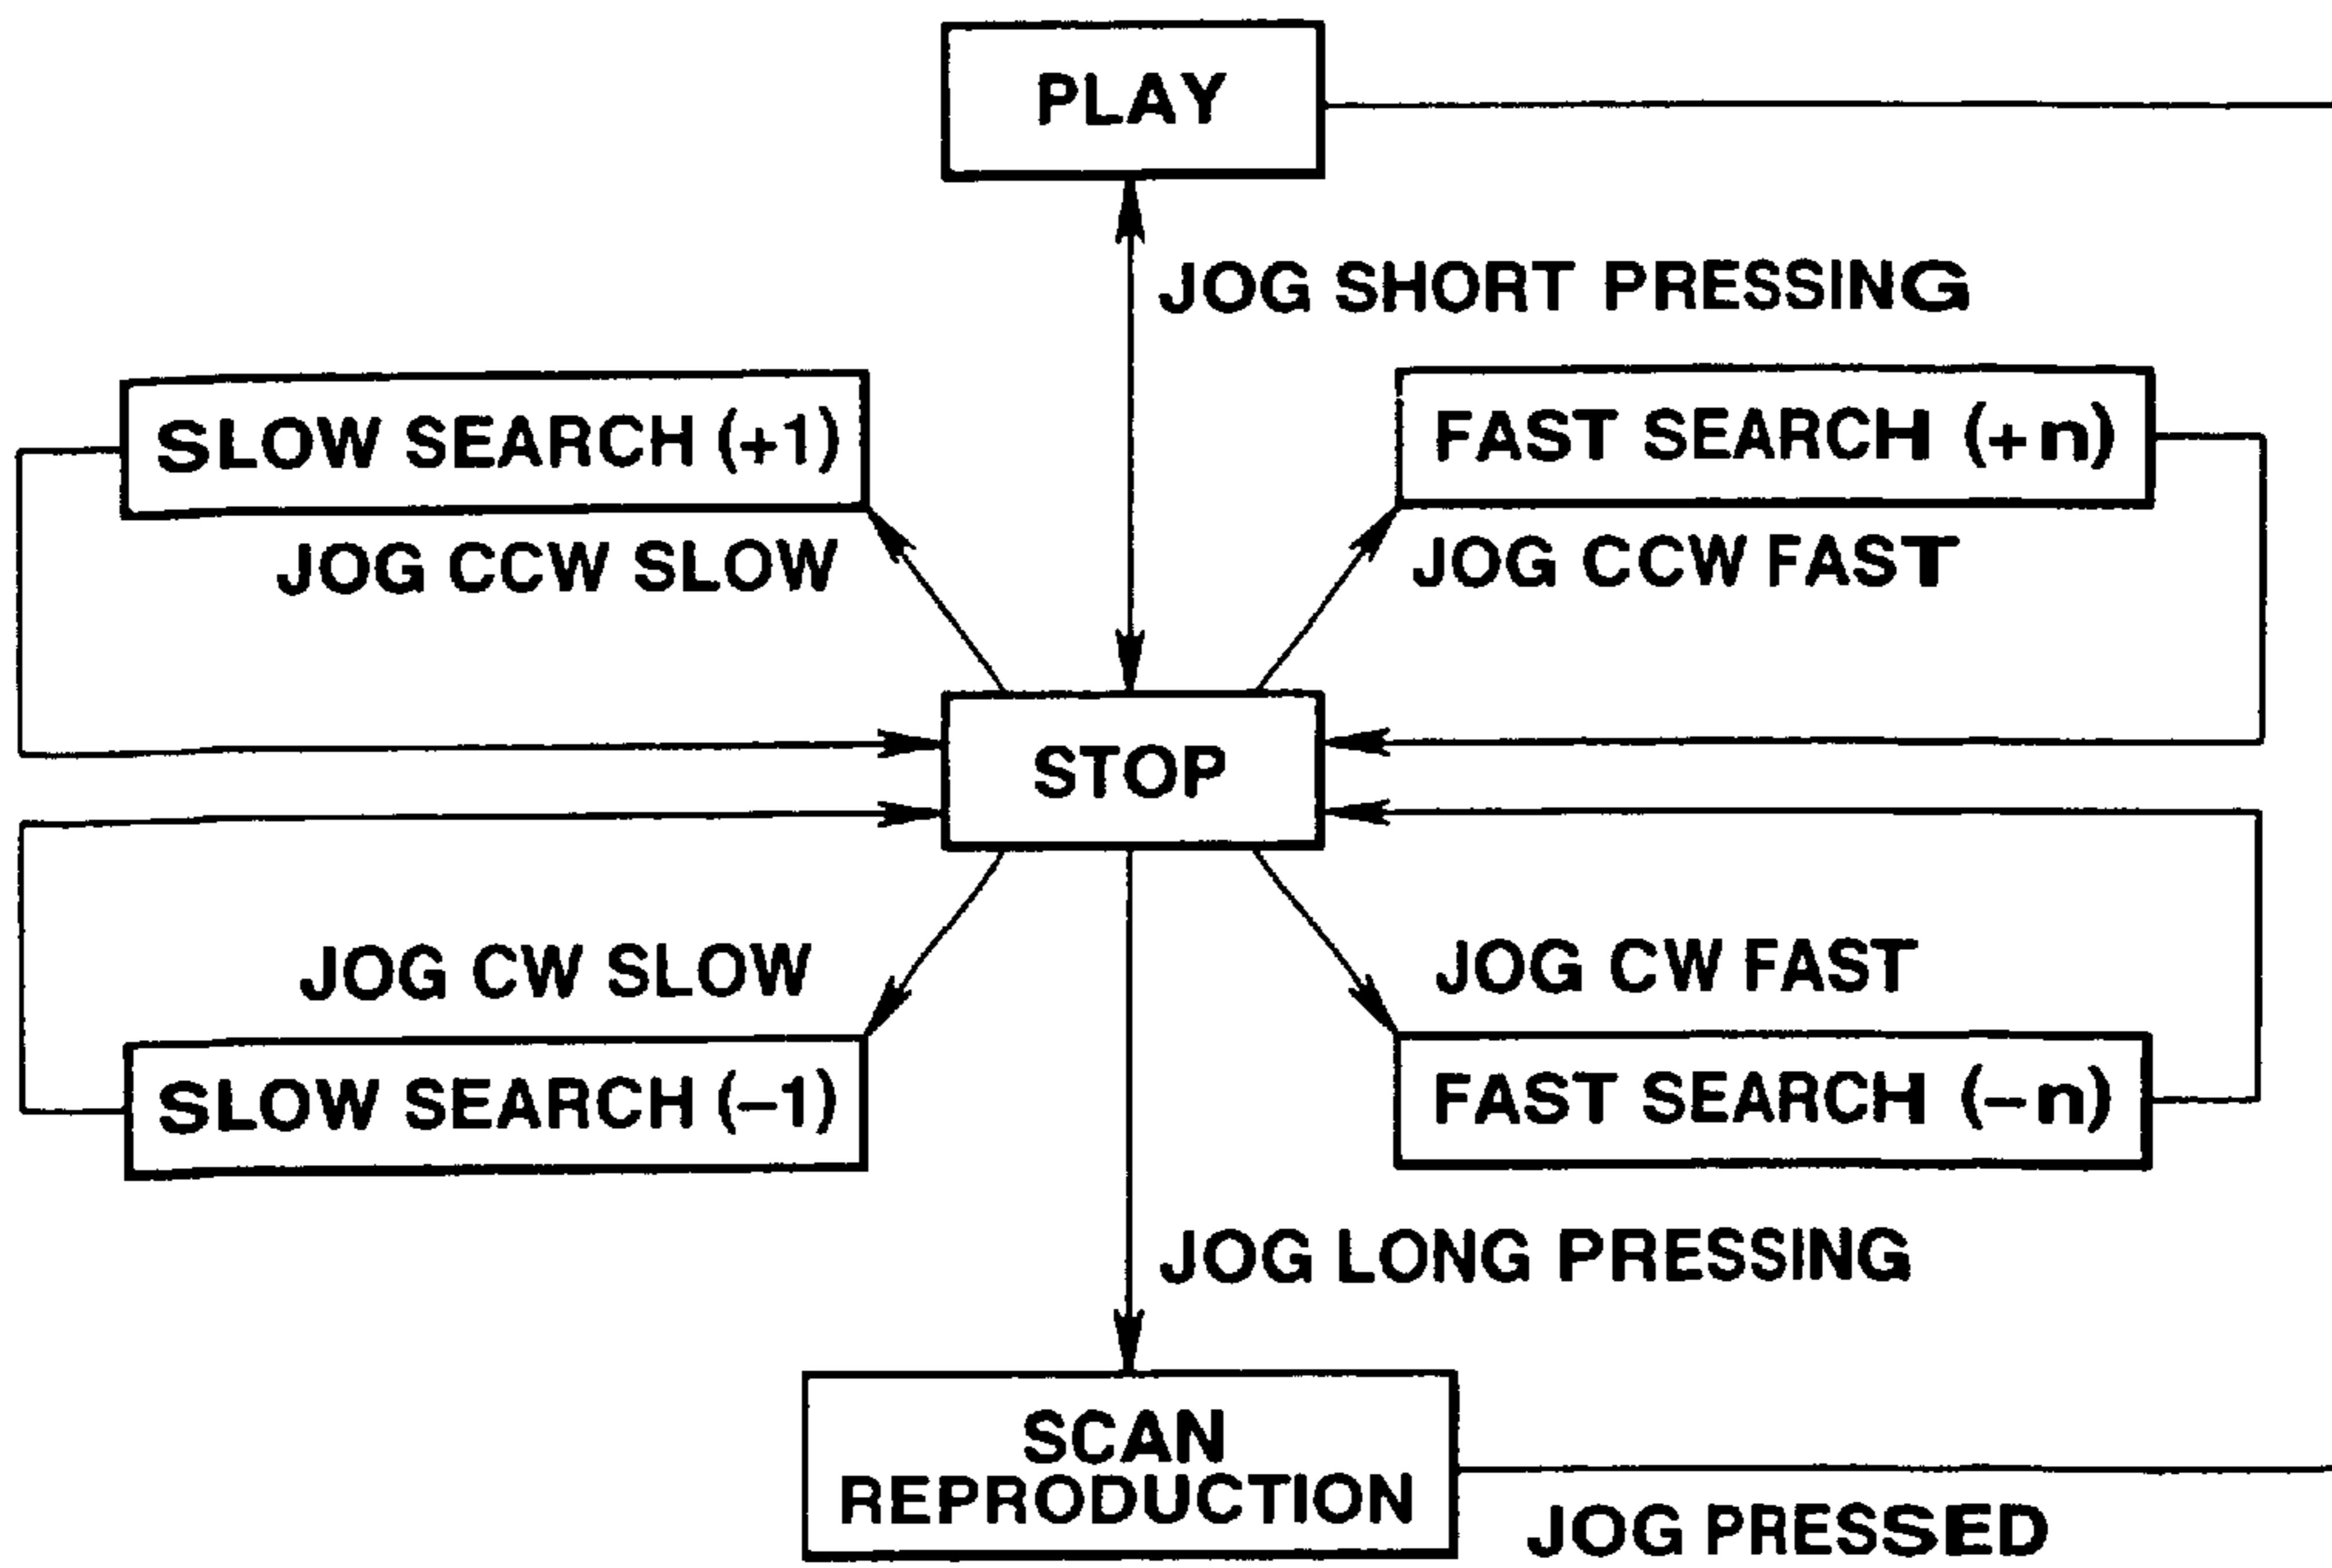 PLAY
JOG SHORT PRESSING
SLOW SEARCH (+1)
FAST SEARCH (+n)
JOG CCW SLOW
JOG CCW FAST
STOP
JOG CW SLOW
JOG CW FAST
SLOW SEARCH (−1)
FAST SEARCH (−n)
JOG LONG PRESSING
SCAN
REPRODUCTION
JOG PRESSED